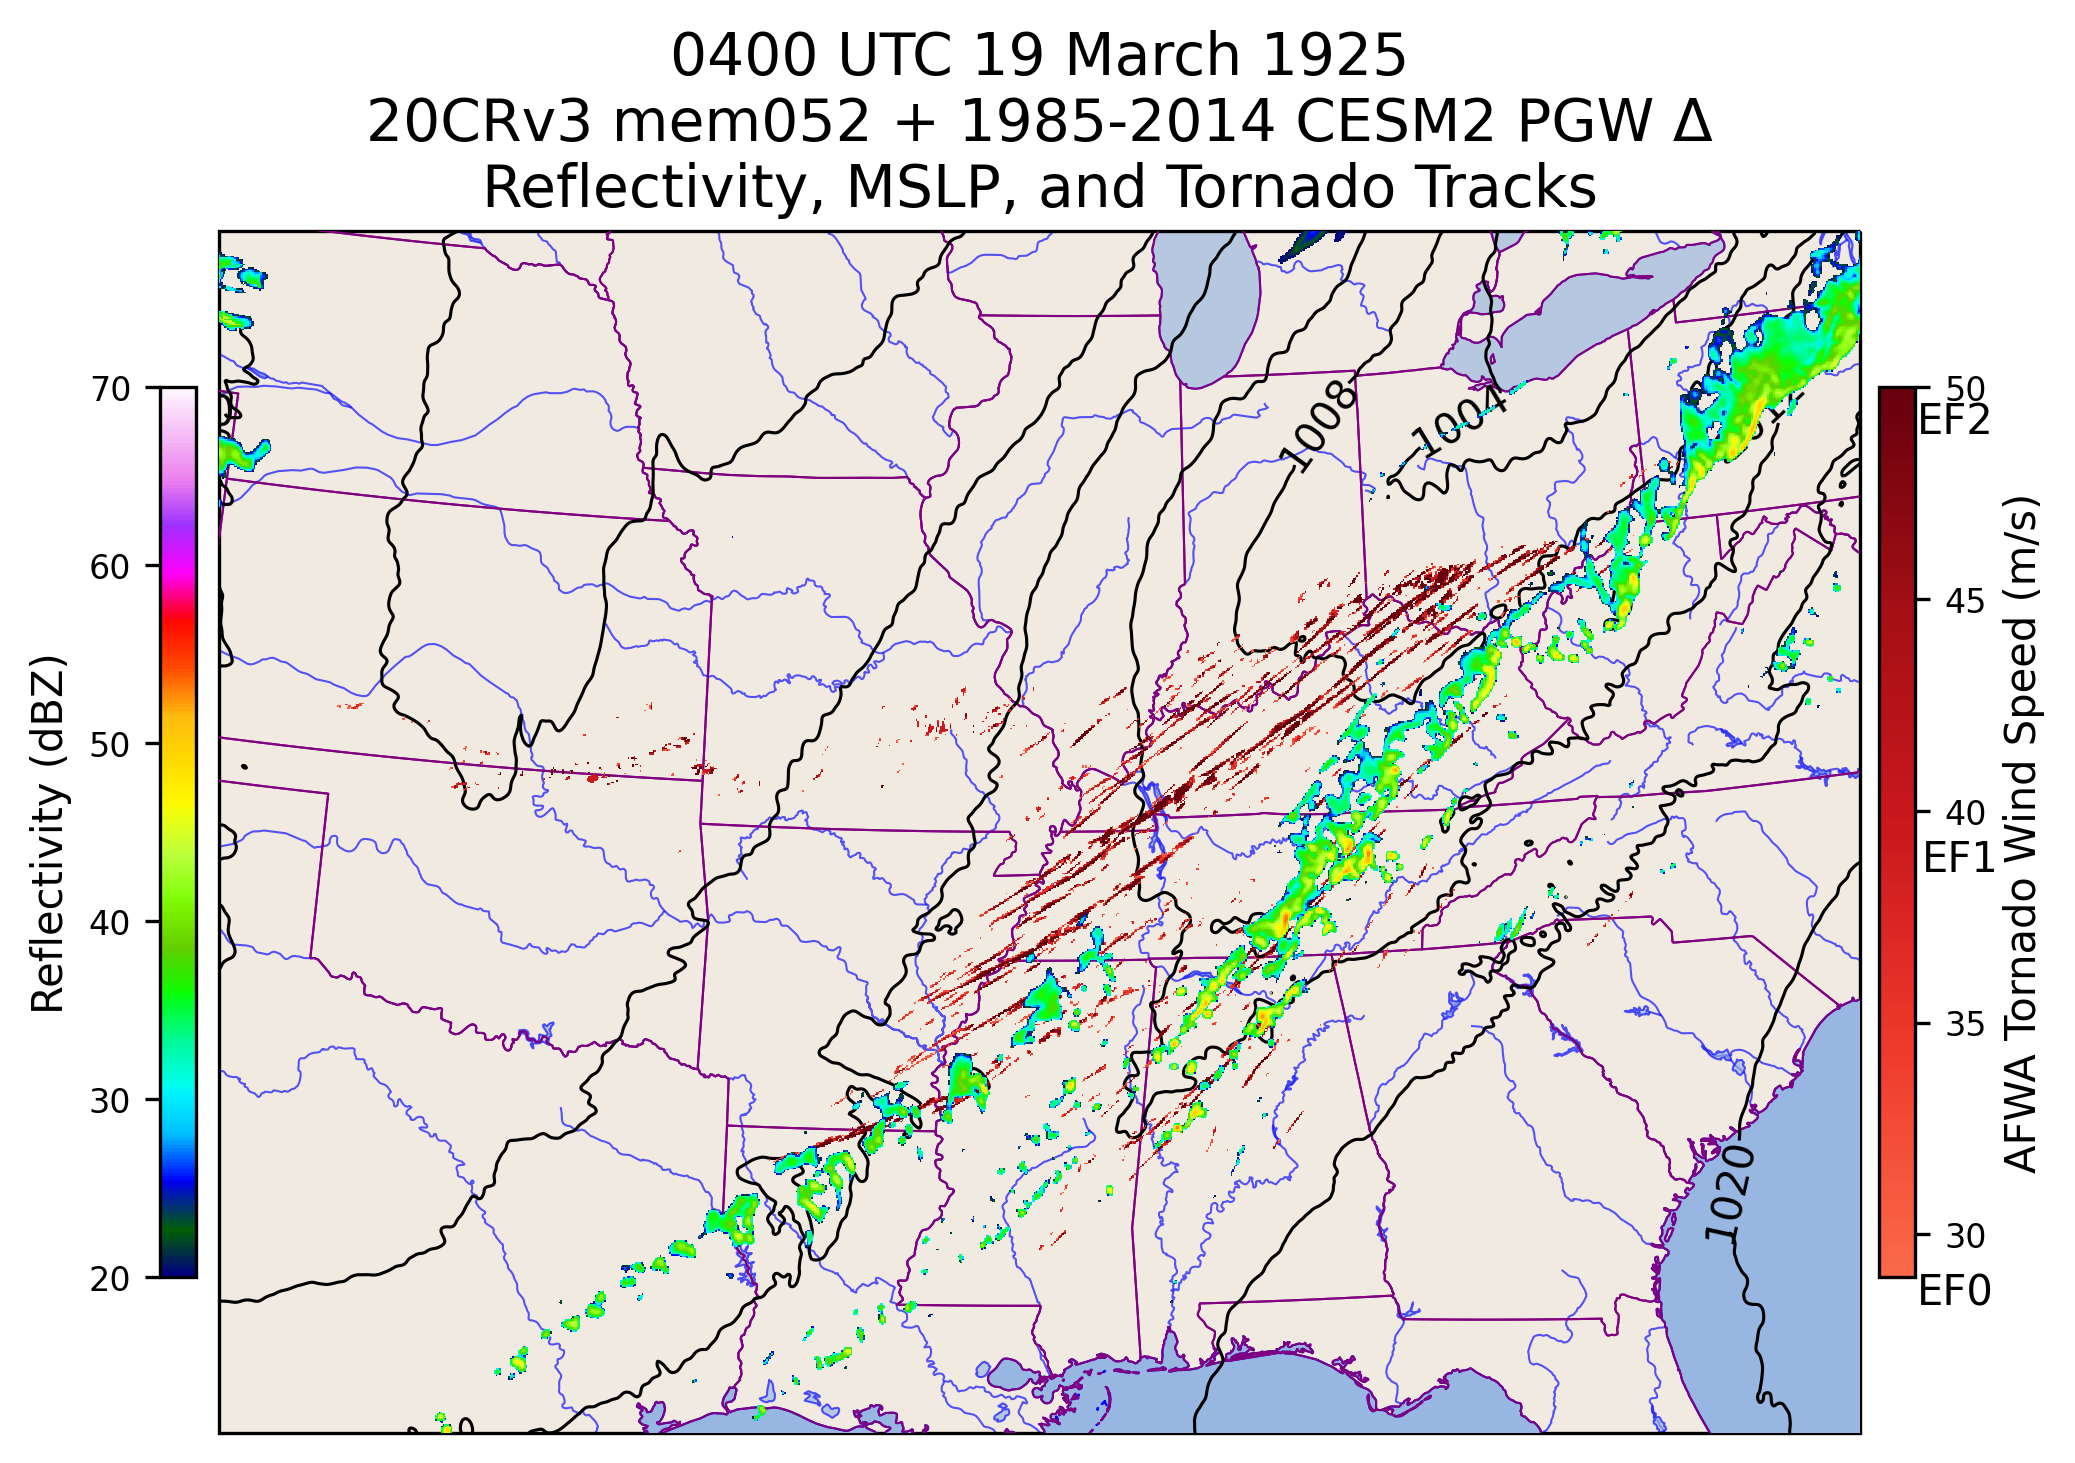 0400 UTC 19 March 1925
20CRv3 mem052 + 1985-2014 CESM2 PGW Δ
Reflectivity, MSLP, and Tornado Tracks
70
60
50
40
30
20
Reflectivity (dBZ)
1008
1004
1020
50
EF2
45
40
EF1
35
30
EF0
AFWA Tornado Wind Speed (m/s)